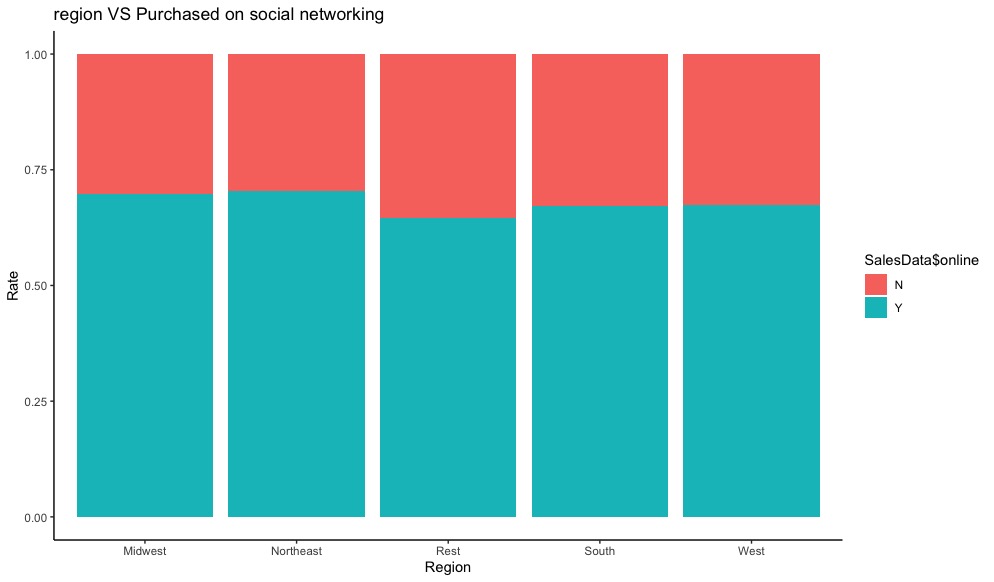 region VS Purchased on social networking
1.00
0.75
0.50
0.25
0.00
Rate
Midwest Northeast Rest South West
Region
SalesData$online
N
Y